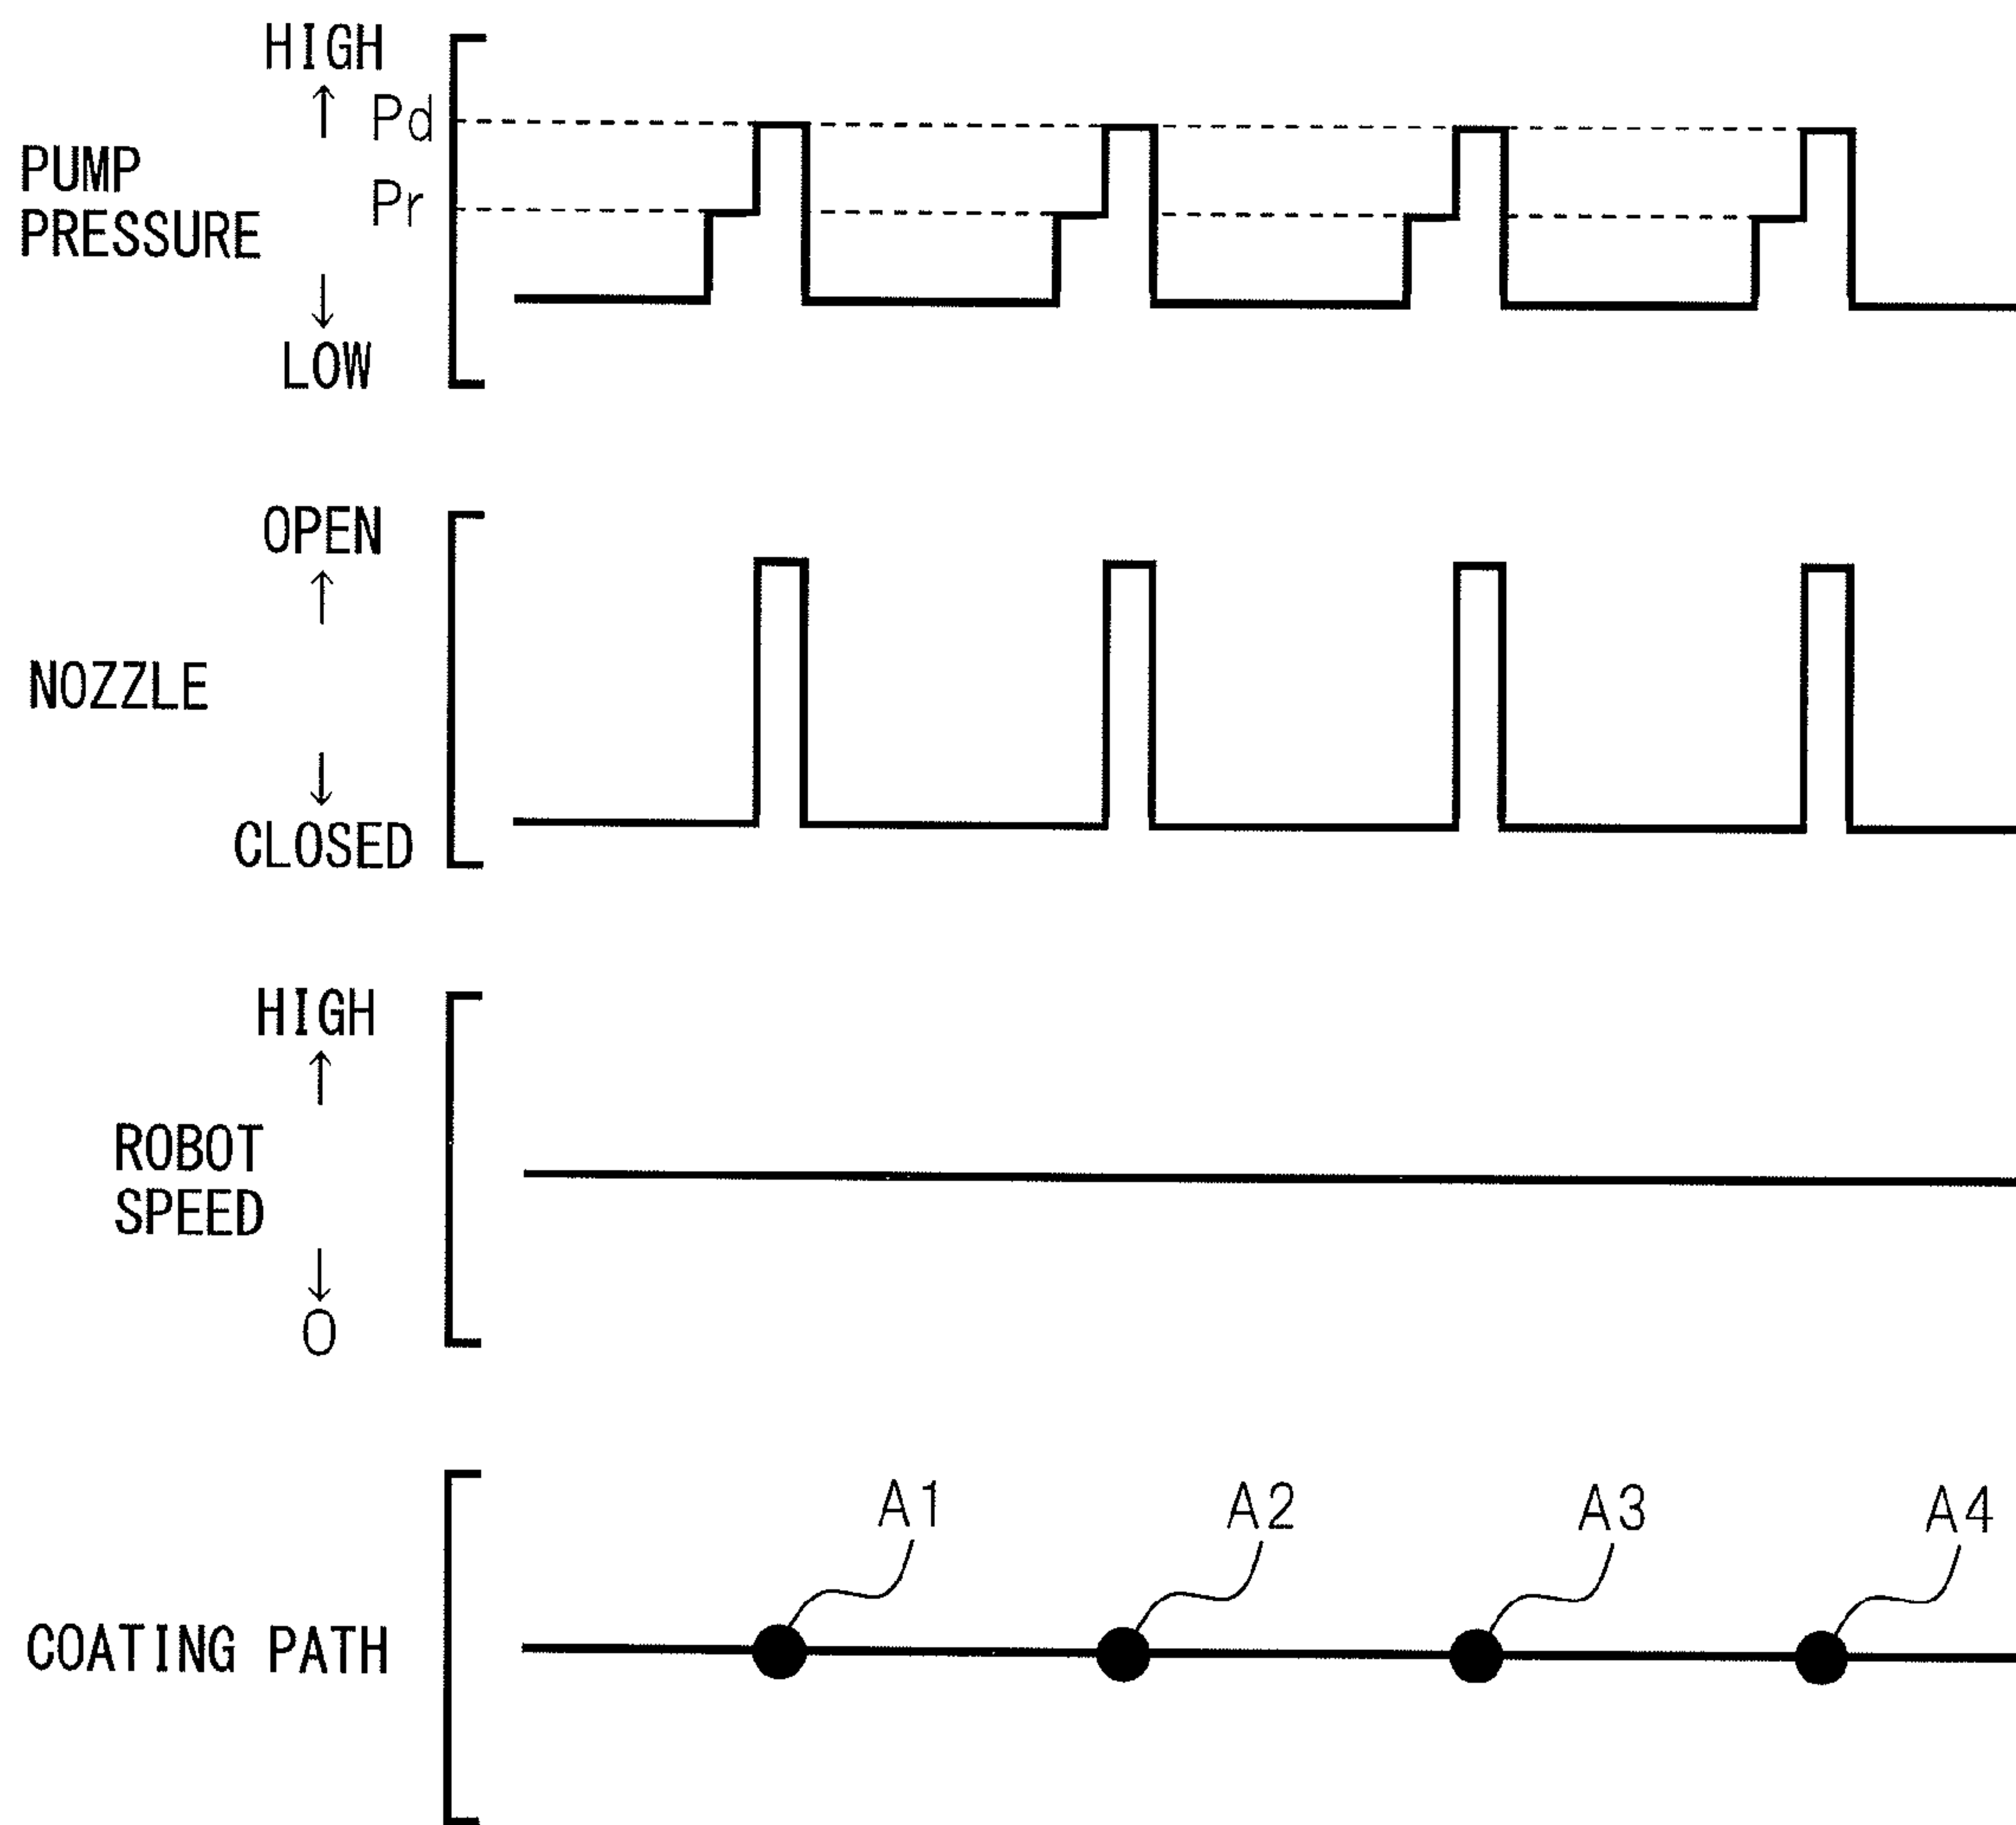 HIGH
↑
Pd
PUMP
PRESSURE
Pr
↓
LOW
OPEN
↑
NOZZLE
↓
CLOSED
HIGH
↑
ROBOT
SPEED
↓
0
A1
A2
A3
A4
COATING PATH